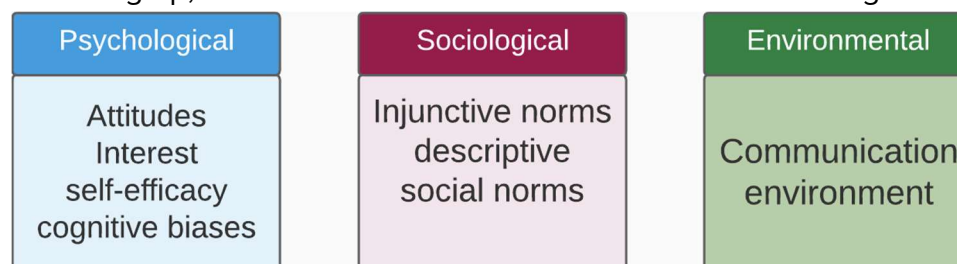 Psychological
Sociological
Environmental
Attitudes
Interest
self-efficacy
cognitive biases
Injunctive norms
descriptive
social norms
Communication
environment